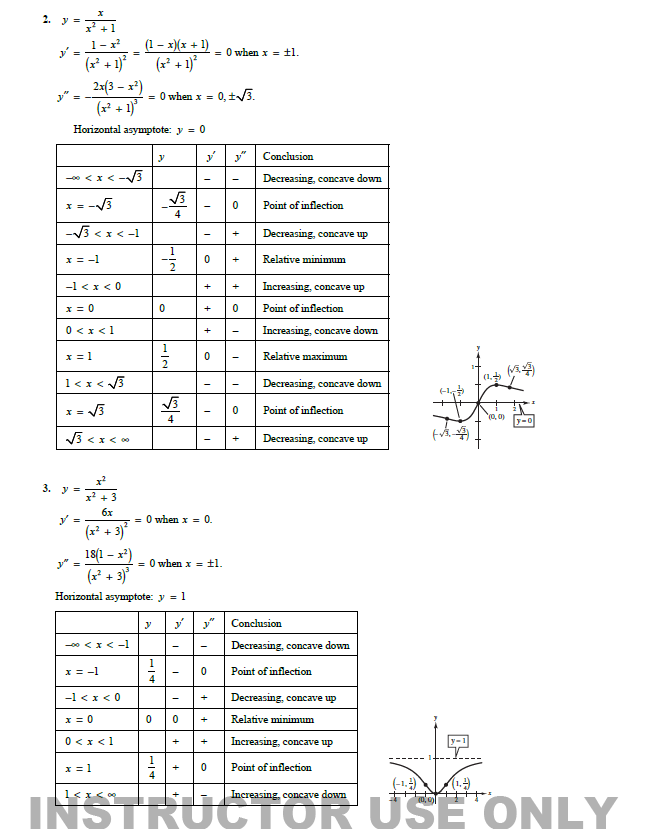 2. y = x/(x² + 1)
y′ = (1 − x²)/(x² + 1)² = (1 − x)(x + 1)/(x² + 1)² = 0 when x = ±1.
y″ = −2x(3 − x²)/(x² + 1)³ = 0 when x = 0, ±√3.
Horizontal asymptote: y = 0
y y′ y″ Conclusion
−∞ < x < −√3 − − Decreasing, concave down
x = −√3 −√3/4 − 0 Point of inflection
−√3 < x < −1 − + Decreasing, concave up
x = −1 −1/2 0 + Relative minimum
−1 < x < 0 + + Increasing, concave up
x = 0 0 + 0 Point of inflection
0 < x < 1 + − Increasing, concave down
x = 1 1/2 0 − Relative maximum
1 < x < √3 − − Decreasing, concave down
x = √3 √3/4 − 0 Point of inflection
√3 < x < ∞ − + Decreasing, concave up
y
1
(√3, √3/4)
(1, 1/2)
(−1, −1/2)
x
1 2
(0, 0)
y = 0
(−√3, −√3/4)
3. y = x²/(x² + 3)
y′ = 6x/(x² + 3)² = 0 when x = 0.
y″ = 18(1 − x²)/(x² + 3)³ = 0 when x = ±1.
Horizontal asymptote: y = 1
y y′ y″ Conclusion
−∞ < x < −1 − − Decreasing, concave down
x = −1 1/4 − 0 Point of inflection
−1 < x < 0 − + Decreasing, concave up
x = 0 0 0 + Relative minimum
0 < x < 1 + + Increasing, concave up
x = 1 1/4 + 0 Point of inflection
1 < x < ∞ + − Increasing, concave down
y
y = 1
1
(−1, 1/4) (1, 1/4)
x
−4 (0, 0) 2 4
INSTRUCTOR USE ONLY